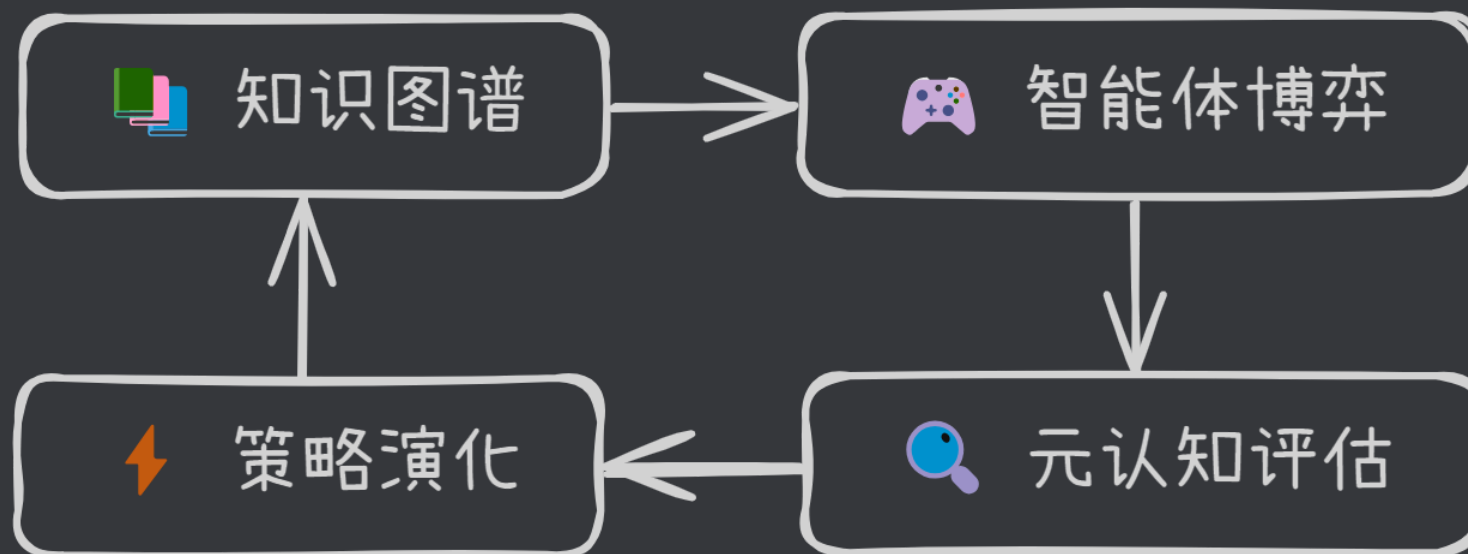 知识图谱
智能体博弈
策略演化
元认知评估